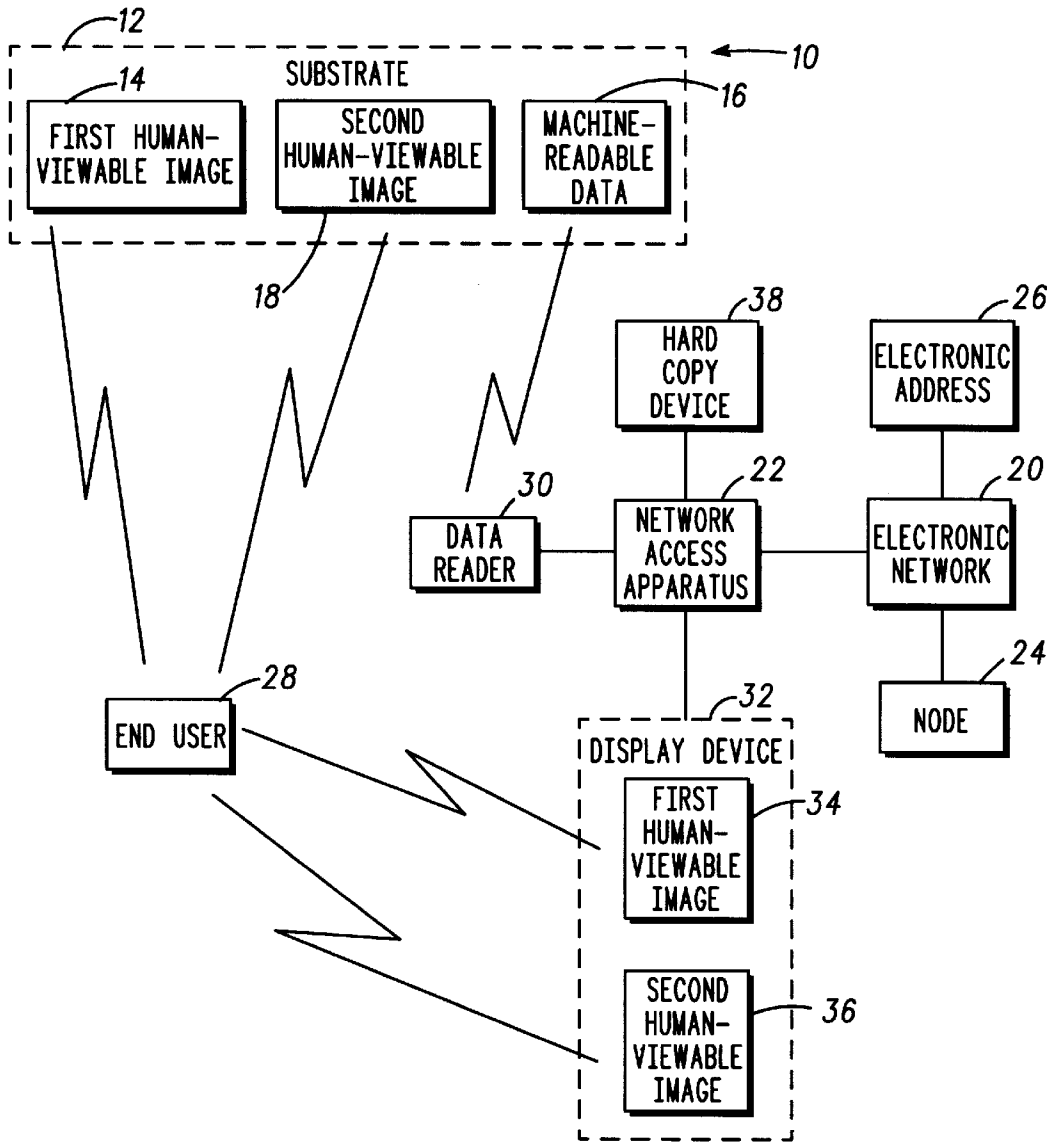 12
10
SUBSTRATE
14
16
FIRST HUMAN-
VIEWABLE IMAGE
SECOND
HUMAN-VIEWABLE
IMAGE
MACHINE-
READABLE
DATA
18
38
26
HARD
COPY
DEVICE
ELECTRONIC
ADDRESS
30
22
20
DATA
READER
NETWORK
ACCESS
APPARATUS
ELECTRONIC
NETWORK
28
24
END USER
NODE
32
DISPLAY DEVICE
FIRST
HUMAN-
VIEWABLE
IMAGE
34
SECOND
HUMAN-
VIEWABLE
IMAGE
36